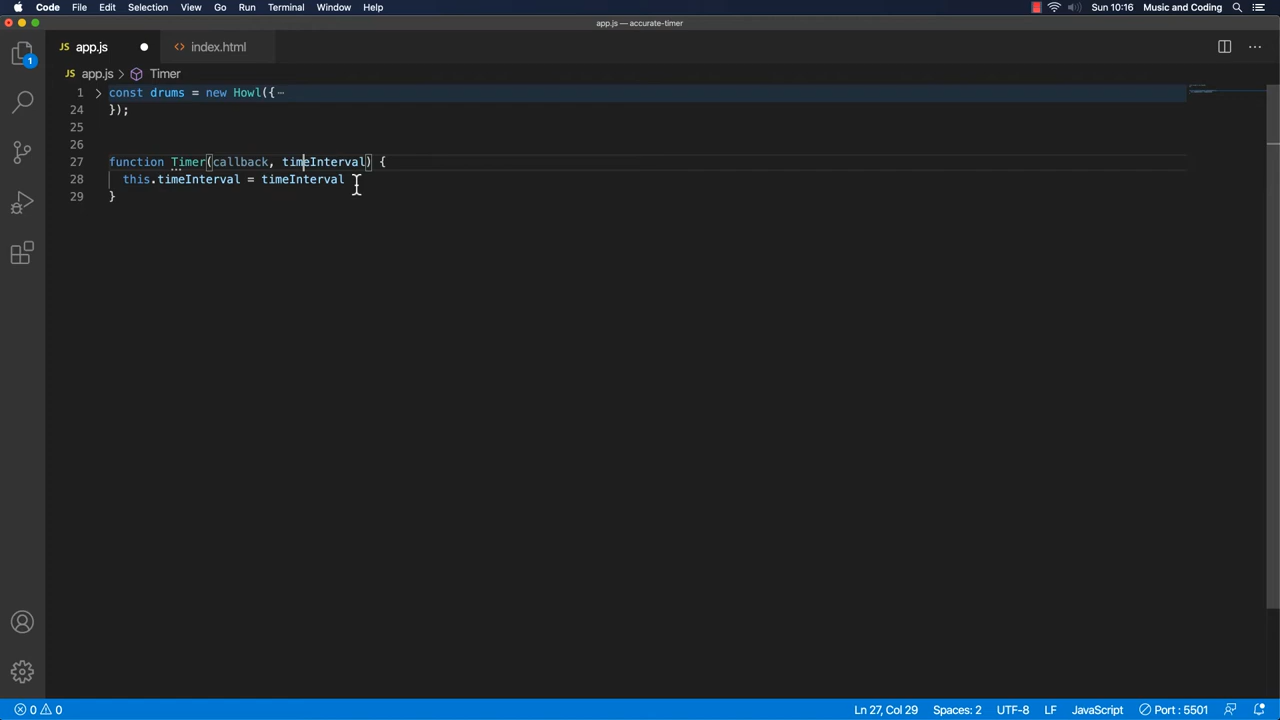 Code File Edit Selection View Go Run Terminal Window Help Sun 10:16 Music and Coding
app.js — accurate-timer
JS app.js index.html
JS app.js Timer
1 const drums = new Howl({
24 });
25
26
27 function Timer(callback, timeInterval) {
28 this.timeInterval = timeInterval
29 }
1
0 0 Ln 27, Col 29 Spaces: 2 UTF-8 LF JavaScript Port : 5501